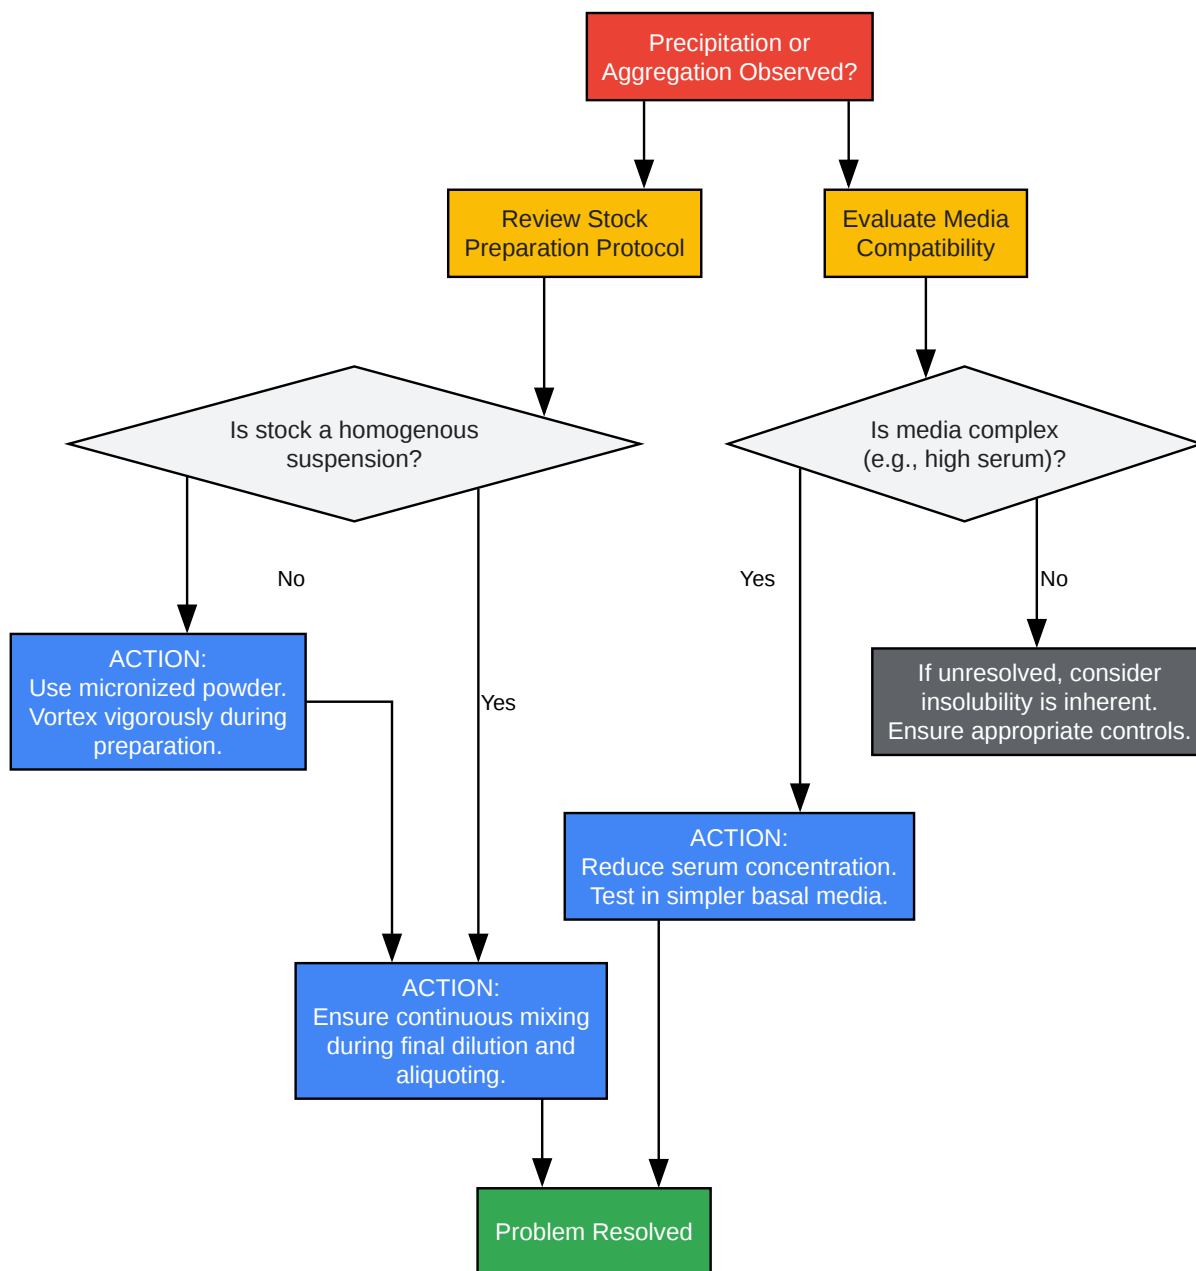 Precipitation or
Aggregation Observed?
Review Stock
Preparation Protocol
Evaluate Media
Compatibility
Is stock a homogenous
suspension?
Is media complex
(e.g., high serum)?
No
Yes
No
ACTION:
Use micronized powder.
Vortex vigorously during
preparation.
Yes
If unresolved, consider
insolubility is inherent.
Ensure appropriate controls.
ACTION:
Reduce serum concentration.
Test in simpler basal media.
ACTION:
Ensure continuous mixing
during final dilution and
aliquoting.
Problem Resolved